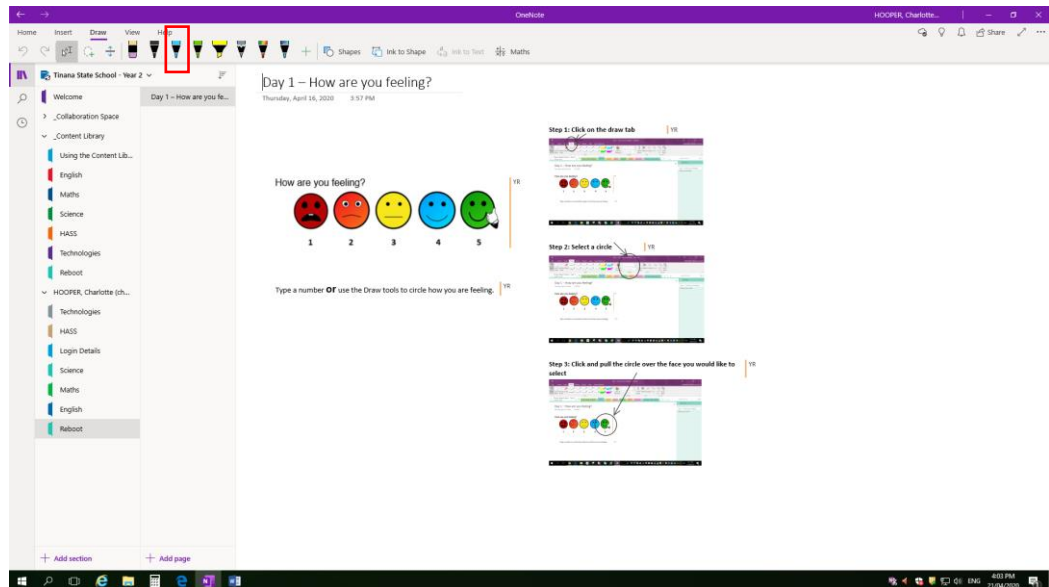 OneNote
HOOPER, Charlotte...
Home Insert Draw View Help
Share
Shapes Ink to Shape Ink to Text Maths
Tinana State School - Year 2
Day 1 – How are you feeling?
Thursday, April 16, 2020 3:57 PM
Welcome
Day 1 – How are you fe...
_Collaboration Space
_Content Library
Using the Content Lib...
English
Maths
Science
HASS
Technologies
Reboot
HOOPER, Charlotte (ch...
Technologies
HASS
Login Details
Science
Maths
English
Reboot
How are you feeling?
YR
1 2 3 4 5
Type a number or use the Draw tools to circle how you are feeling.
YR
Step 1: Click on the draw tab
YR
Step 2: Select a circle
YR
Step 3: Click and pull the circle over the face you would like to
select
YR
+ Add section
+ Add page
ENG
4:03 PM
21/04/2020